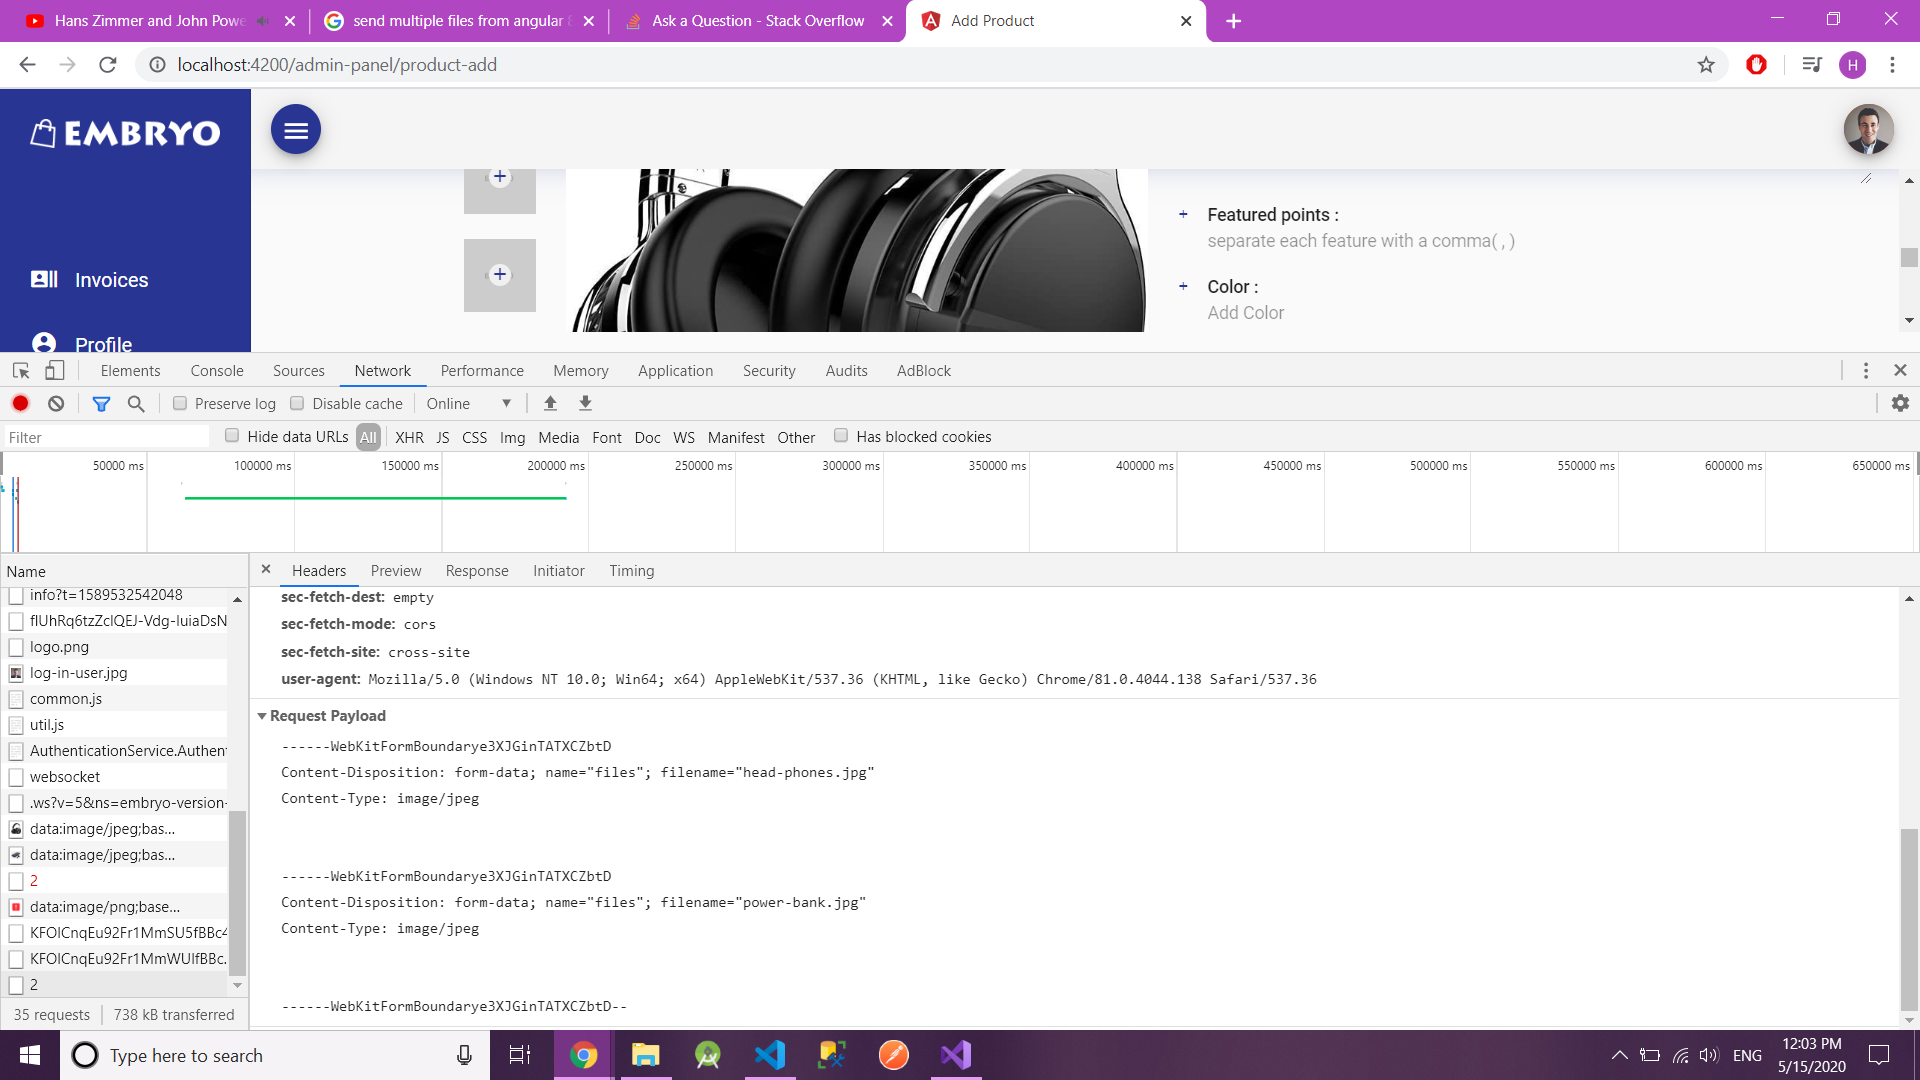 Hans Zimmer and John Powe
send multiple files from angular 8
Ask a Question - Stack Overflow
Add Product
localhost:4200/admin-panel/product-add
H
EMBRYO
Invoices
Profile
Featured points :
separate each feature with a comma( , )
Color :
Add Color
Elements
Console
Sources
Network
Performance
Memory
Application
Security
Audits
AdBlock
Preserve log
Disable cache
Online
Filter
Hide data URLs
All
XHR
JS
CSS
Img
Media
Font
Doc
WS
Manifest
Other
Has blocked cookies
50000 ms
100000 ms
150000 ms
200000 ms
250000 ms
300000 ms
350000 ms
400000 ms
450000 ms
500000 ms
550000 ms
600000 ms
650000 ms
Name
Headers
Preview
Response
Initiator
Timing
info?t=1589532542048
logo.png
log-in-user.jpg
common.js
util.js
AuthenticationService.Authent
websocket
.ws?v=5&ns=embryo-version-
data:image/jpeg;bas...
data:image/jpeg;bas...
2
data:image/png;base...
2
35 requests
738 kB transferred
sec-fetch-dest: empty
sec-fetch-mode: cors
sec-fetch-site: cross-site
user-agent: Mozilla/5.0 (Windows NT 10.0; Win64; x64) AppleWebKit/537.36 (KHTML, like Gecko) Chrome/81.0.4044.138 Safari/537.36
Request Payload
------WebKitFormBoundarye3XJGinTATXCZbtD
Content-Disposition: form-data; name="files"; filename="head-phones.jpg"
Content-Type: image/jpeg
------WebKitFormBoundarye3XJGinTATXCZbtD
Content-Disposition: form-data; name="files"; filename="power-bank.jpg"
Content-Type: image/jpeg
------WebKitFormBoundarye3XJGinTATXCZbtD--
Type here to search
ENG
12:03 PM
5/15/2020